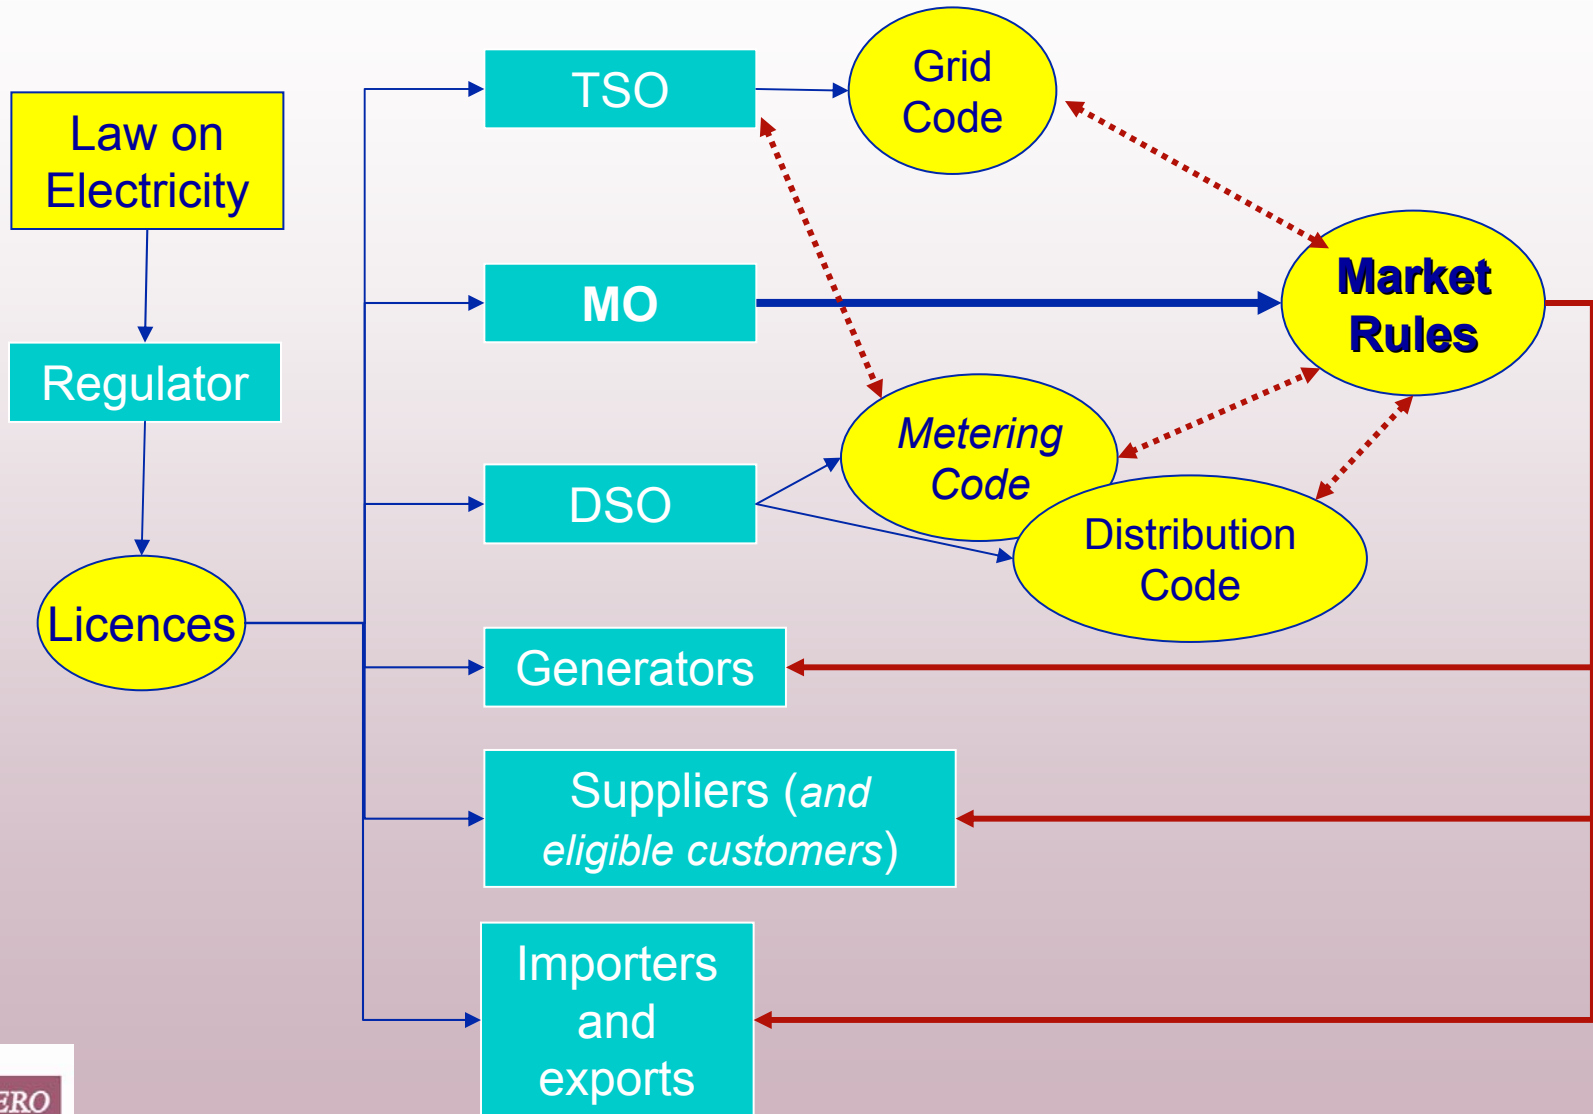 Law on
Electricity
Regulator
Licences
TSO
Grid
Code
MO
Market
Rules
DSO
Metering
Code
Distribution
Code
Generators
Suppliers (and
eligible customers)
Importers
and
exports
ERO